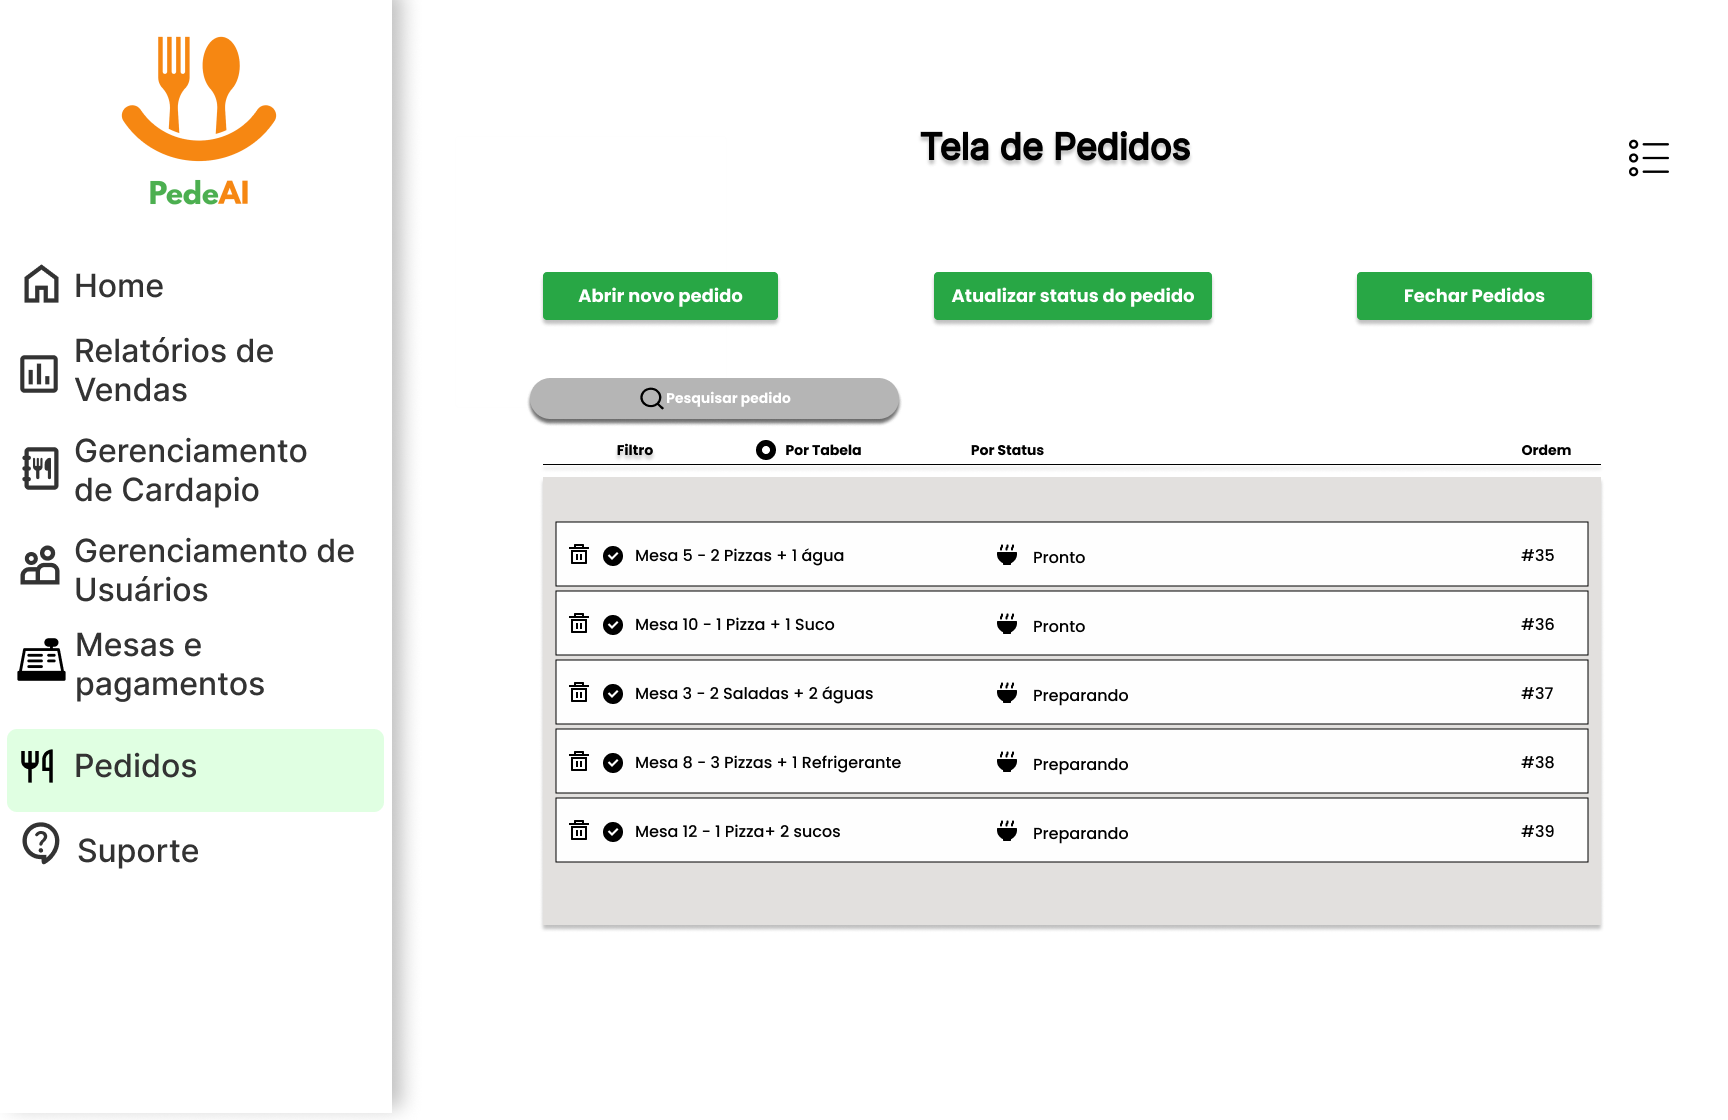 PedeAI
Home
Relatórios de
Vendas
Gerenciamento
de Cardapio
Gerenciamento de
Usuários
Mesas e
pagamentos
Pedidos
Suporte
Tela de Pedidos
Abrir novo pedido
Atualizar status do pedido
Fechar Pedidos
Pesquisar pedido
Filtro Por Tabela Por Status Ordem
Mesa 5 - 2 Pizzas + 1 água Pronto #35
Mesa 10 - 1 Pizza + 1 Suco Pronto #36
Mesa 3 - 2 Saladas + 2 águas Preparando #37
Mesa 8 - 3 Pizzas + 1 Refrigerante Preparando #38
Mesa 12 - 1 Pizza+ 2 sucos Preparando #39